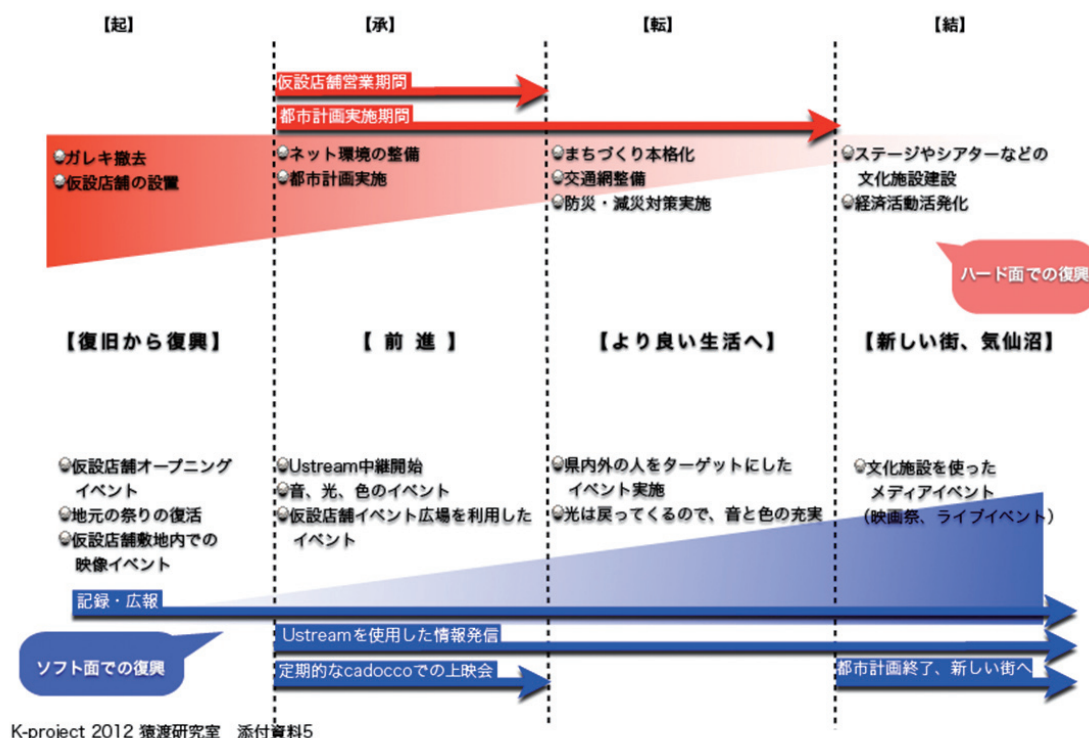 【起】
【承】
【転】
【結】
仮設店舗営業期間
都市計画実施期間
ガレキ撤去
仮設店舗の設置
ネット環境の整備
都市計画実施
まちづくり本格化
交通網整備
防災・減災対策実施
ステージやシアターなどの
文化施設建設
経済活動活発化
ハード面での復興
【復旧から復興】
【 前 進 】
【より良い生活へ】
【新しい街、気仙沼】
仮設店舗オープニング
イベント
地元の祭りの復活
仮設店舗敷地内での
映像イベント
Ustream中継開始
音、光、色のイベント
仮設店舗イベント広場を利用した
イベント
県内外の人をターゲットにした
イベント実施
光は戻ってくるので、音と色の充実
文化施設を使った
メディアイベント
（映画祭、ライブイベント）
記録・広報
Ustreamを使用した情報発信
定期的なcadoccoでの上映会
都市計画終了、新しい街へ
ソフト面での復興
K-project 2012 猿渡研究室 添付資料5